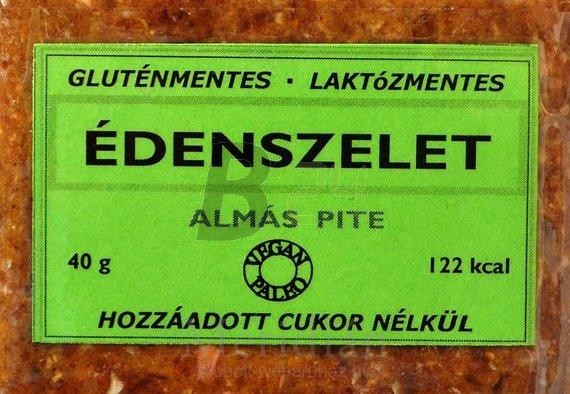 GLUTÉNMENTES · LAKTóZMENTES
ÉDENSZELET
ALMÁS PITE
40 g
VEGAN
PALEO
122 kcal
HOZZÁADOTT CUKOR NÉLKÜL